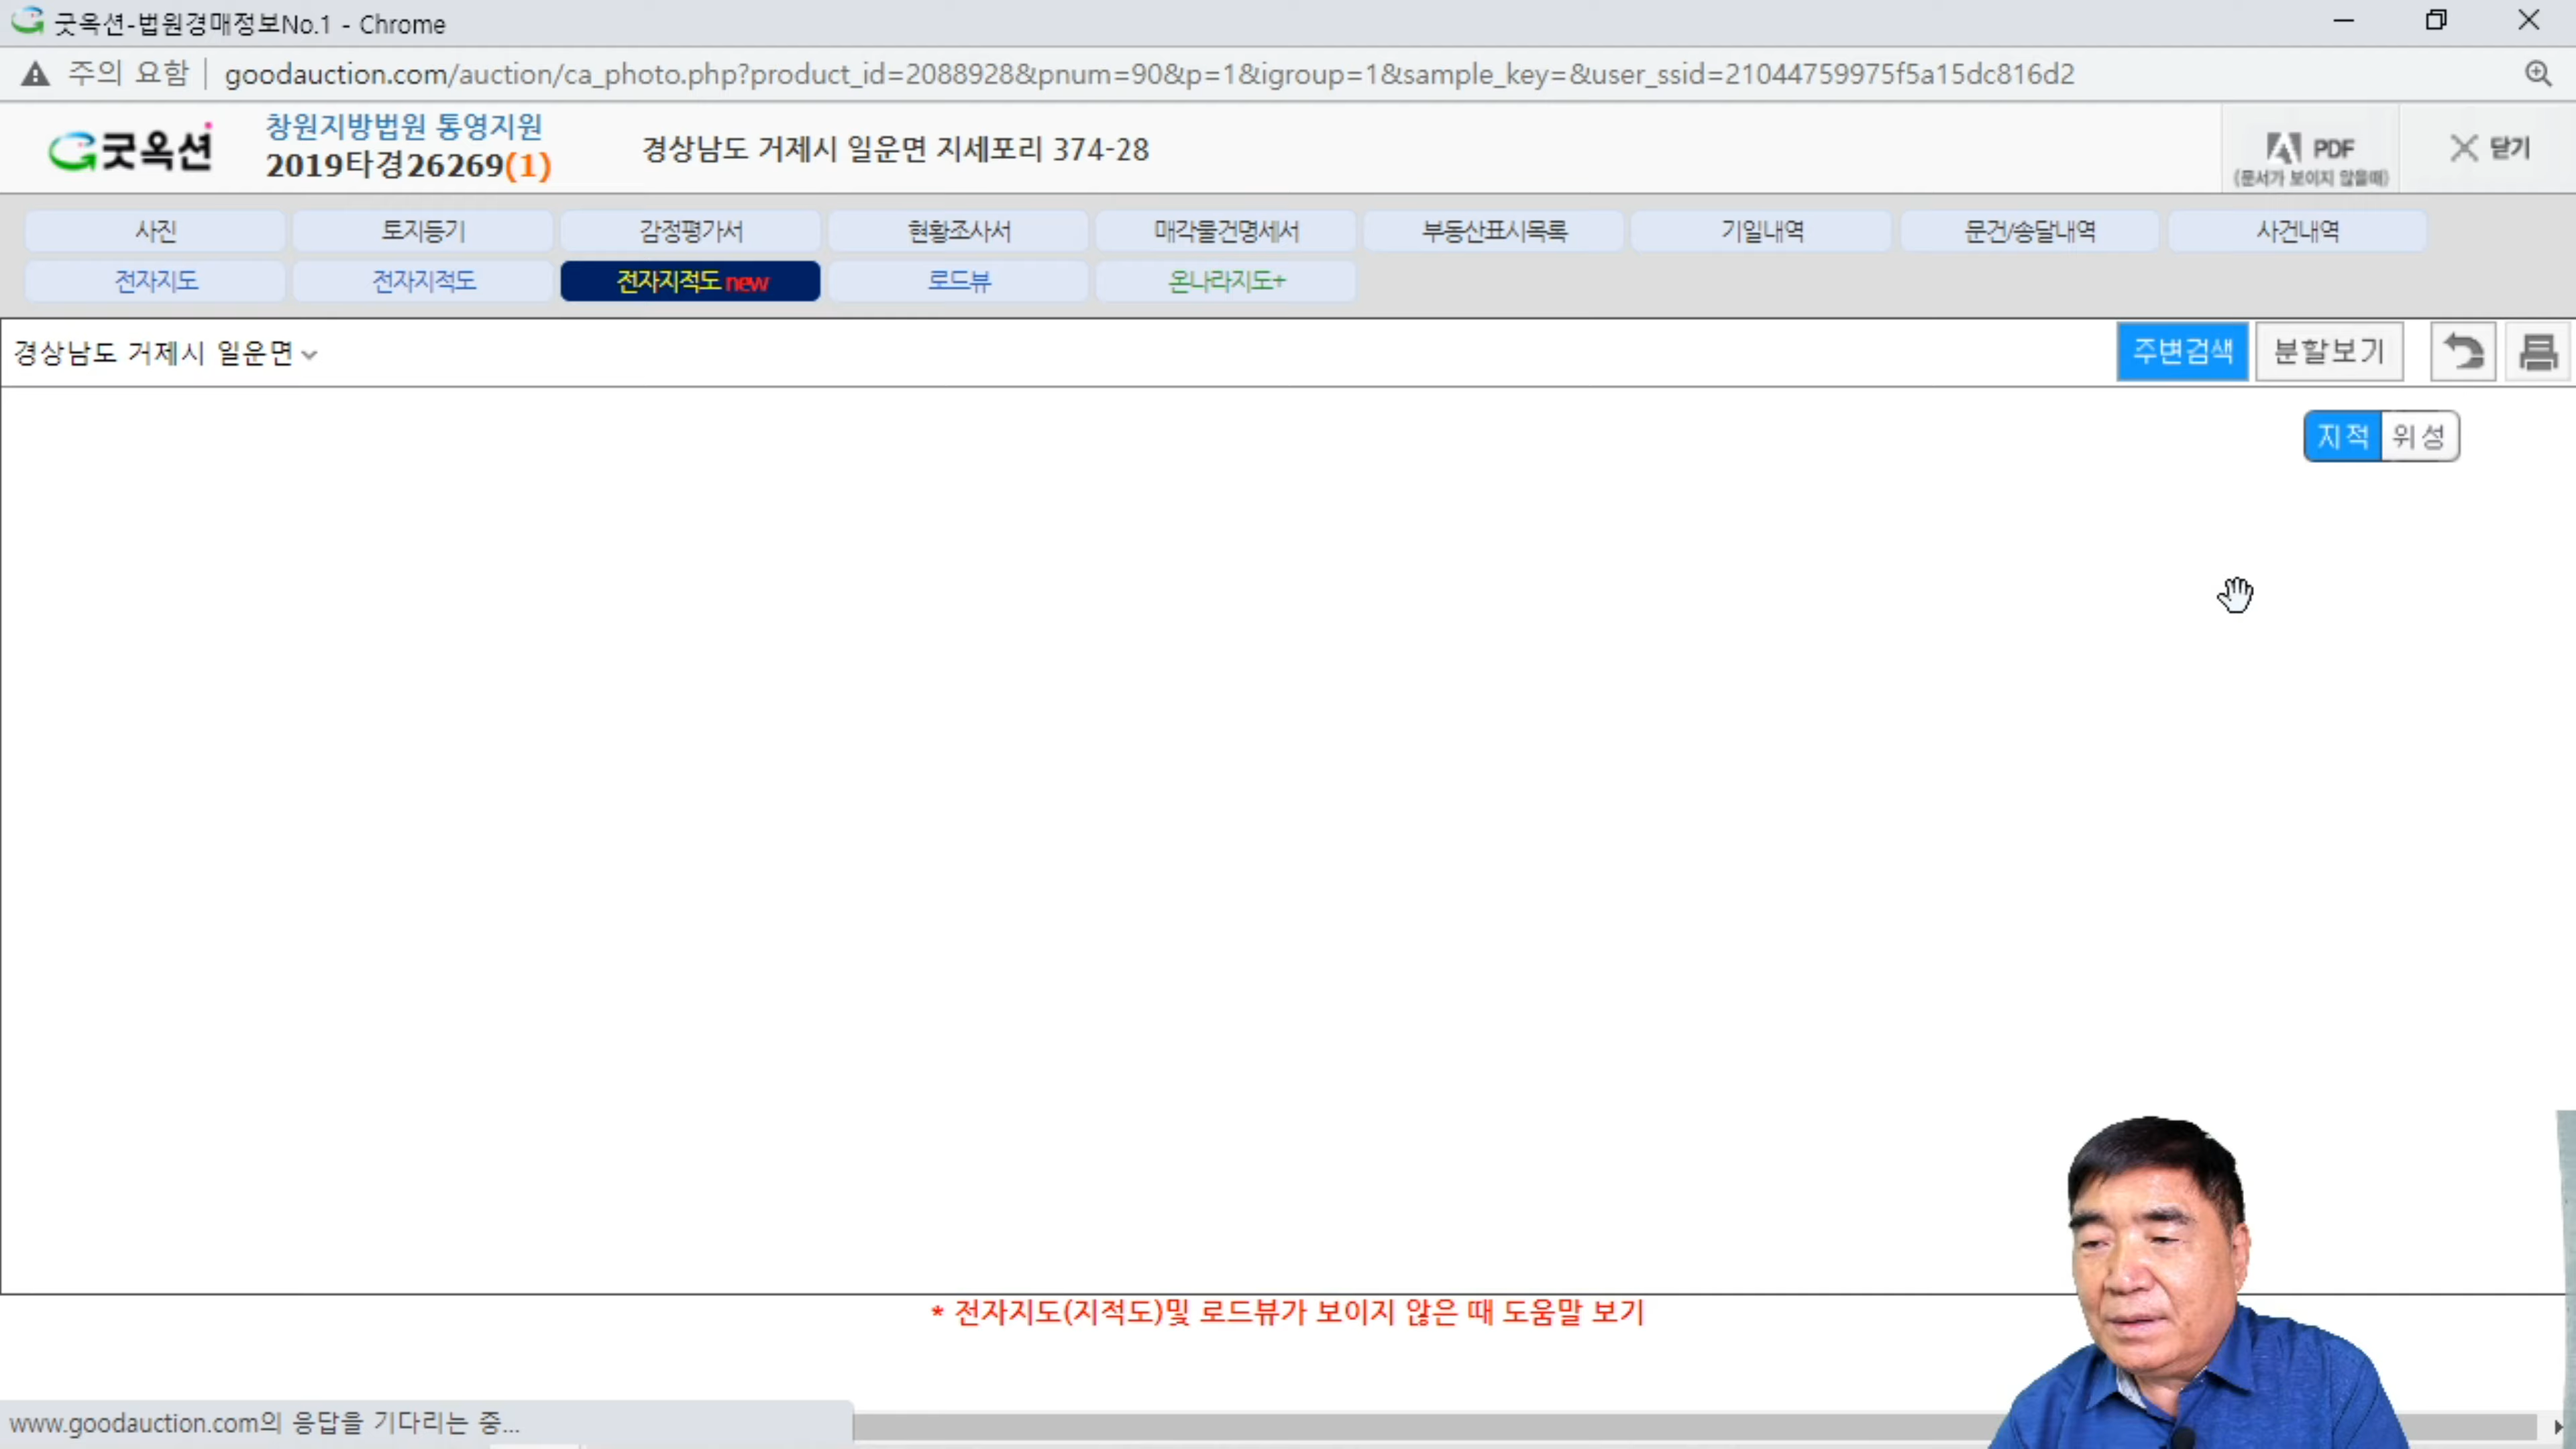 굿옥션-법원경매정보No.1 - Chrome
주의 요함 | goodauction.com/auction/ca_photo.php?product_id=2088928&pnum=90&p=1&igroup=1&sample_key=&user_ssid=21044759975f5a15dc816d2
굿옥션
창원지방법원 통영지원
2019타경26269(1)
경상남도 거제시 일운면 지세포리 374-28
PDF
(문서가 보이지 않을때)
닫기
사진 토지등기 감정평가서 현황조사서 매각물건명세서 부동산표시목록 기일내역 문건/송달내역 사건내역
전자지도 전자지적도 전자지적도 new 로드뷰 온나라지도+
경상남도 거제시 일운면 주변검색 분할보기
지적 위성
* 전자지도(지적도)및 로드뷰가 보이지 않은 때 도움말 보기
www.goodauction.com의 응답을 기다리는 중...